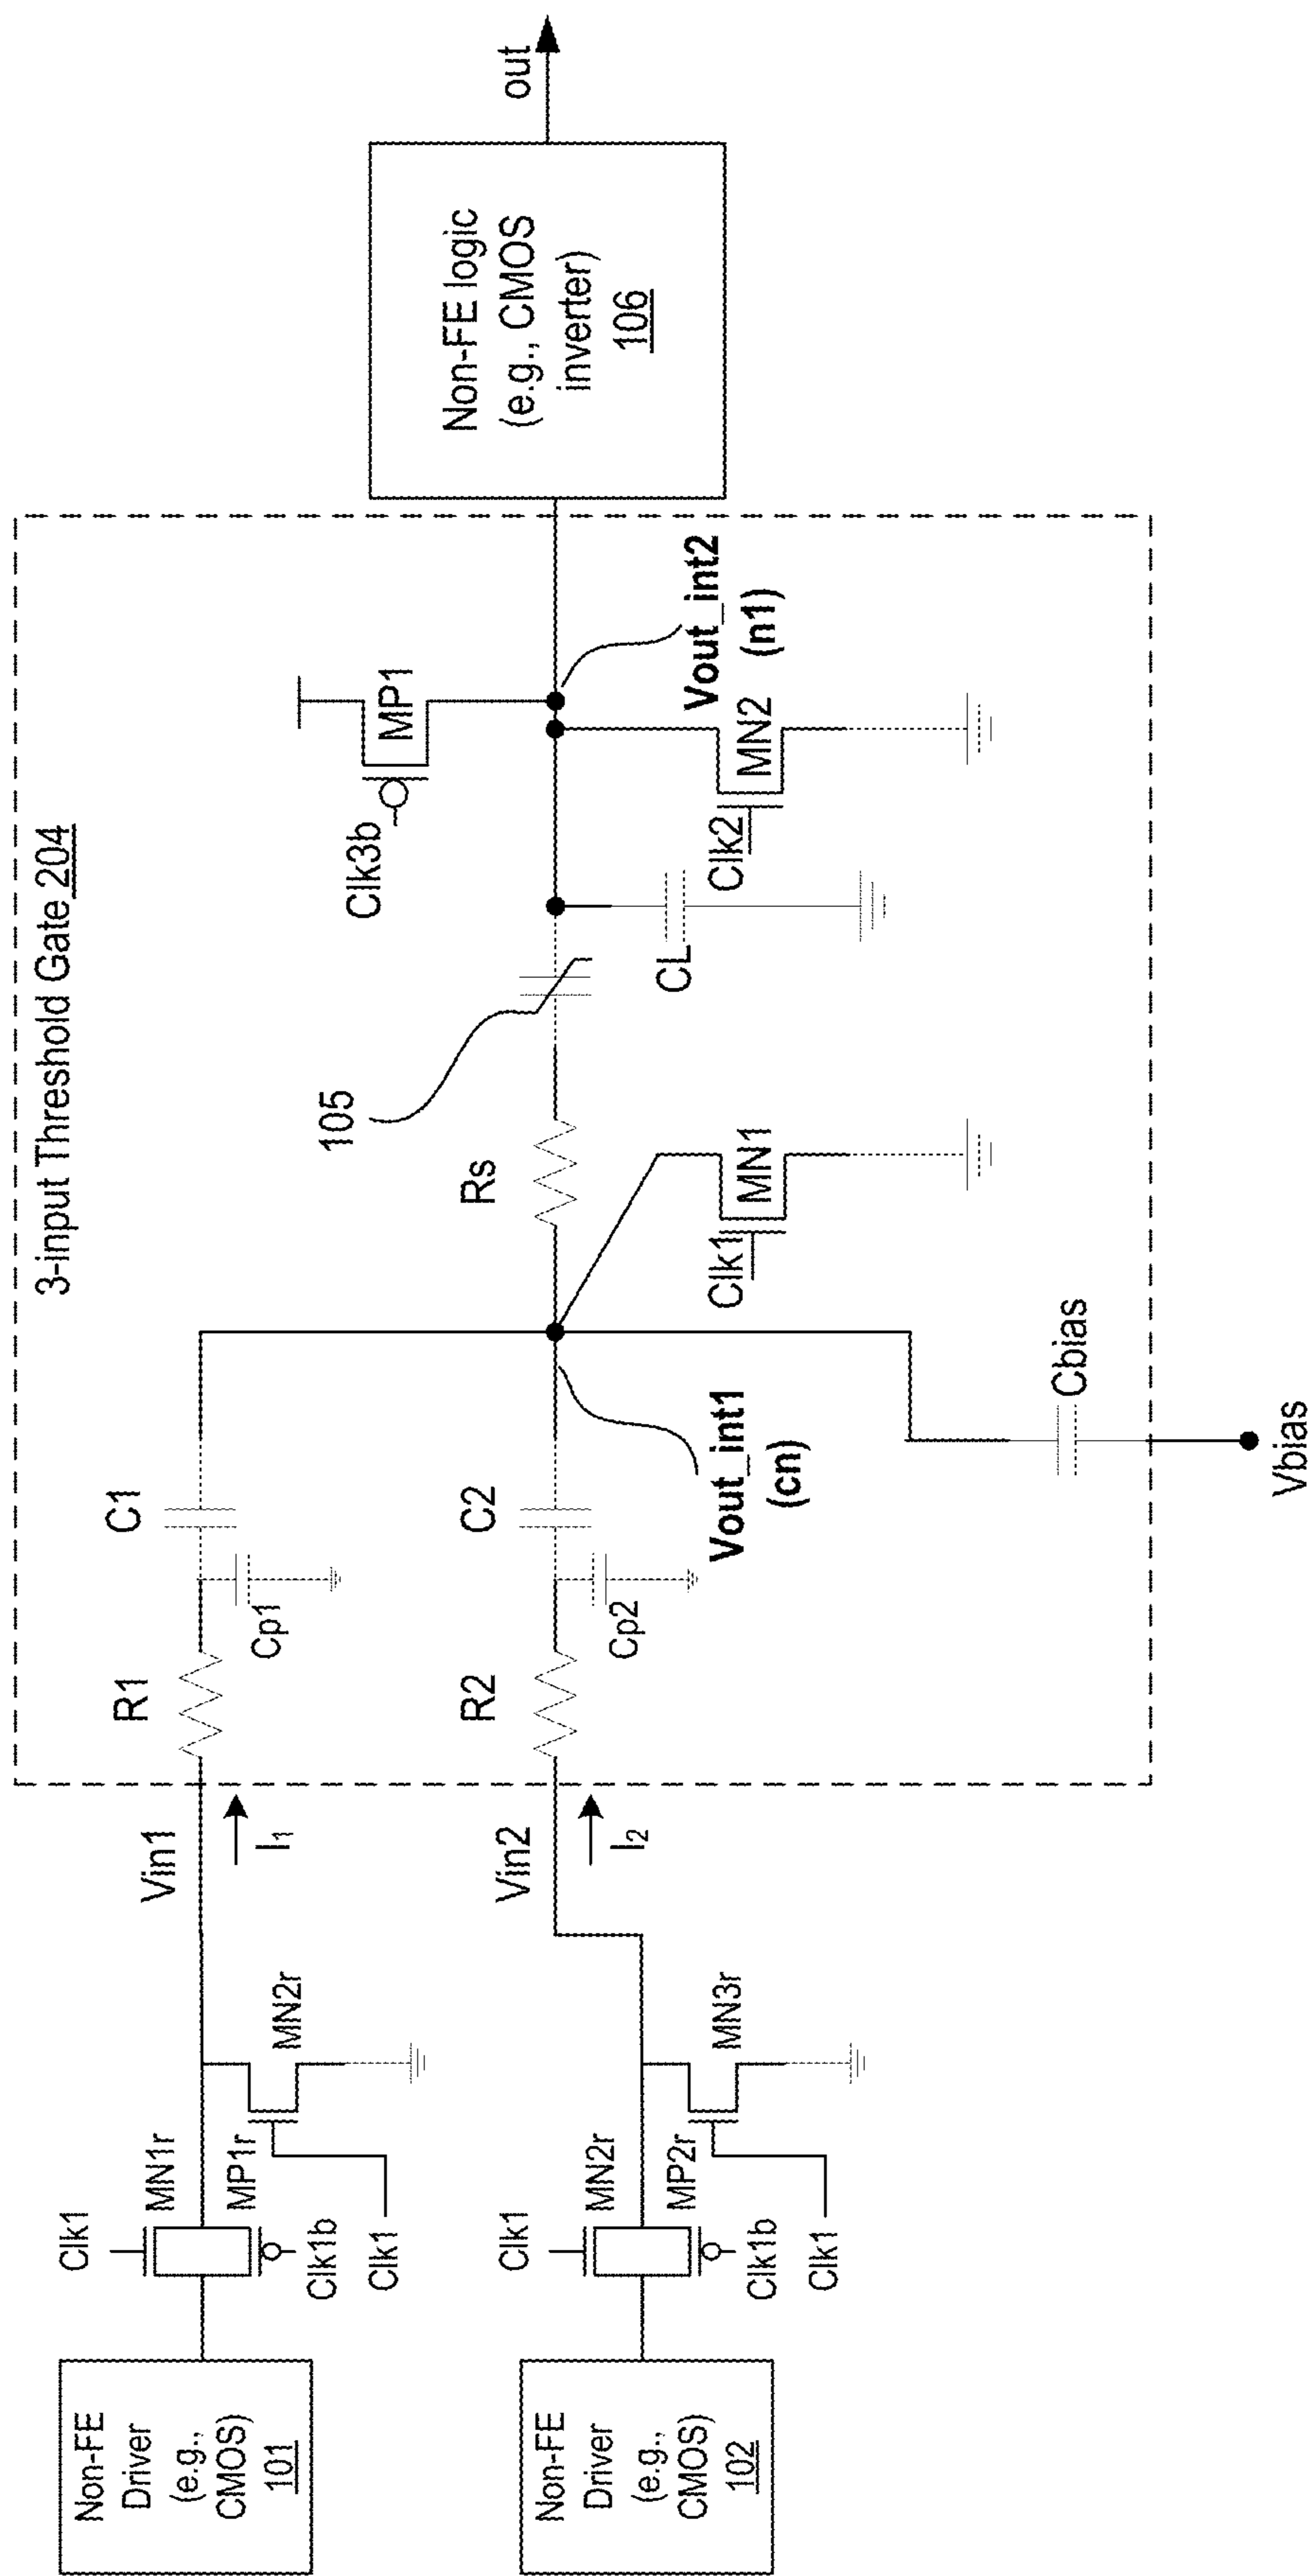 3-input Threshold Gate 204
Non-FE
Driver
(e.g.,
CMOS)
101
Clk1
MN1r
MP1r
Clk1b
Clk1
MN2r
Vin1
I₁
R1
Cp1
C1
Non-FE
Driver
(e.g.,
CMOS)
102
Clk1
MN2r
MP2r
Clk1b
Clk1
MN3r
Vin2
I₂
R2
Cp2
C2
Vout_int1
(cn)
Cbias
Vbias
Rs
Clk1
MN1
105
CL
Clk3b
MP1
Clk2
MN2
Vout_int2
(n1)
Non-FE logic
(e.g., CMOS
inverter)
106
out